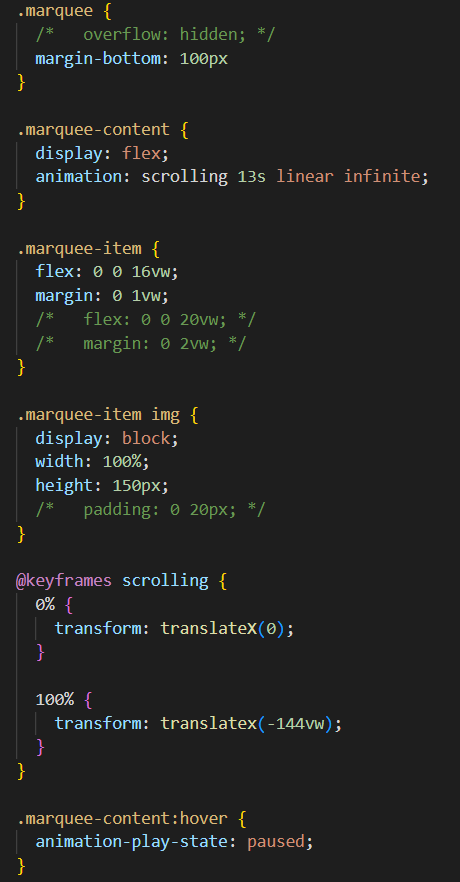 .marquee {
/*   overflow: hidden; */
margin-bottom: 100px
}
.marquee-content {
display: flex;
animation: scrolling 13s linear infinite;
}
.marquee-item {
flex: 0 0 16vw;
margin: 0 1vw;
/*   flex: 0 0 20vw; */
/*   margin: 0 2vw; */
}
.marquee-item img {
display: block;
width: 100%;
height: 150px;
/*   padding: 0 20px; */
}
@keyframes scrolling {
0% {
transform: translateX(0);
}
100% {
transform: translatex(-144vw);
}
}
.marquee-content:hover {
animation-play-state: paused;
}